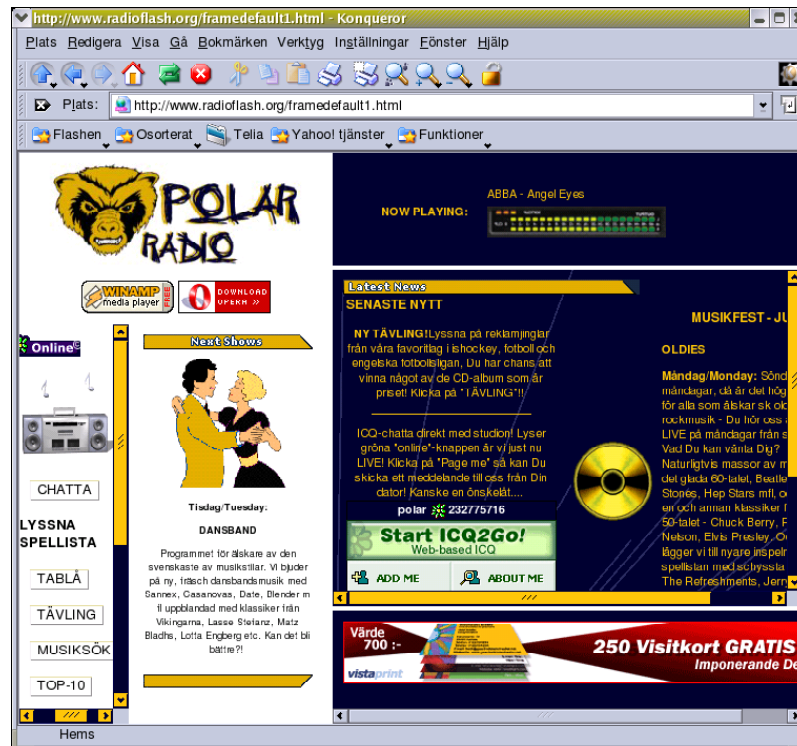 http://www.radioflash.org/framedefault1.html - Konqueror
Plats Redigera Visa Gå Bokmärken Verktyg Inställningar Fönster Hjälp
Plats: http://www.radioflash.org/framedefault1.html
Flashen Osorterat Telia Yahoo! tjänster Funktioner
POLAR
RADIO
WINAMP
media player
FREE
DOWNLOAD
OPERA »
NOW PLAYING:
ABBA - Angel Eyes
Online
CHATTA
LYSSNA
SPELLISTA
TABLÅ
TÄVLING
MUSIKSÖK
TOP-10
Next Shows
Tisdag/Tuesday:
DANSBAND
Programmet för älskare av den
svenskaste av musikstilar. Vi bjuder
på ny, fräsch dansbandsmusik med
Sannex, Casanovas, Date, Blender m
fl uppblandad med klassiker från
Vikingarna, Lasse Stefanz, Matz
Bladhs, Lotta Engberg etc. Kan det bli
bättre?!
Latest News
SENASTE NYTT
NY TÄVLING!Lyssna på reklamjinglar
från våra favoritlag i ishockey, fotboll och
engelska fotbollsligan, Du har chans att
vinna något av de CD-album som är
priset! Klicka på "TÄVLING"!!
ICQ-chatta direkt med studion! Lyser
gröna "online"-knappen är vi just nu
LIVE! Klicka på "Page me" så kan Du
skicka ett meddelande till oss från Din
dator! Kanske en önskelåt....
polar 232775716
Start ICQ2Go!
Web-based ICQ
ADD ME
ABOUT ME
MUSIKFEST - JU
OLDIES
Måndag/Monday: Sönd
måndagar, då är det hög
för alla som älskar sk old
rockmusik - Du hör oss
LIVE på måndagar från s
Vad Du kan vänta Dig?
Naturligtvis massor av m
det glada 60-talet, Beatle
Stones, Hep Stars mfl, o
en och annan klassiker f
50-talet - Chuck Berry,
Nelson, Elvis Presley,
lägger vi till nyare inspeln
spellistan med schyssta
The Refreshments, Jerry
Värde
700 :-
vistaprint
250 Visitkort GRATIS
Imponerande De
Hems